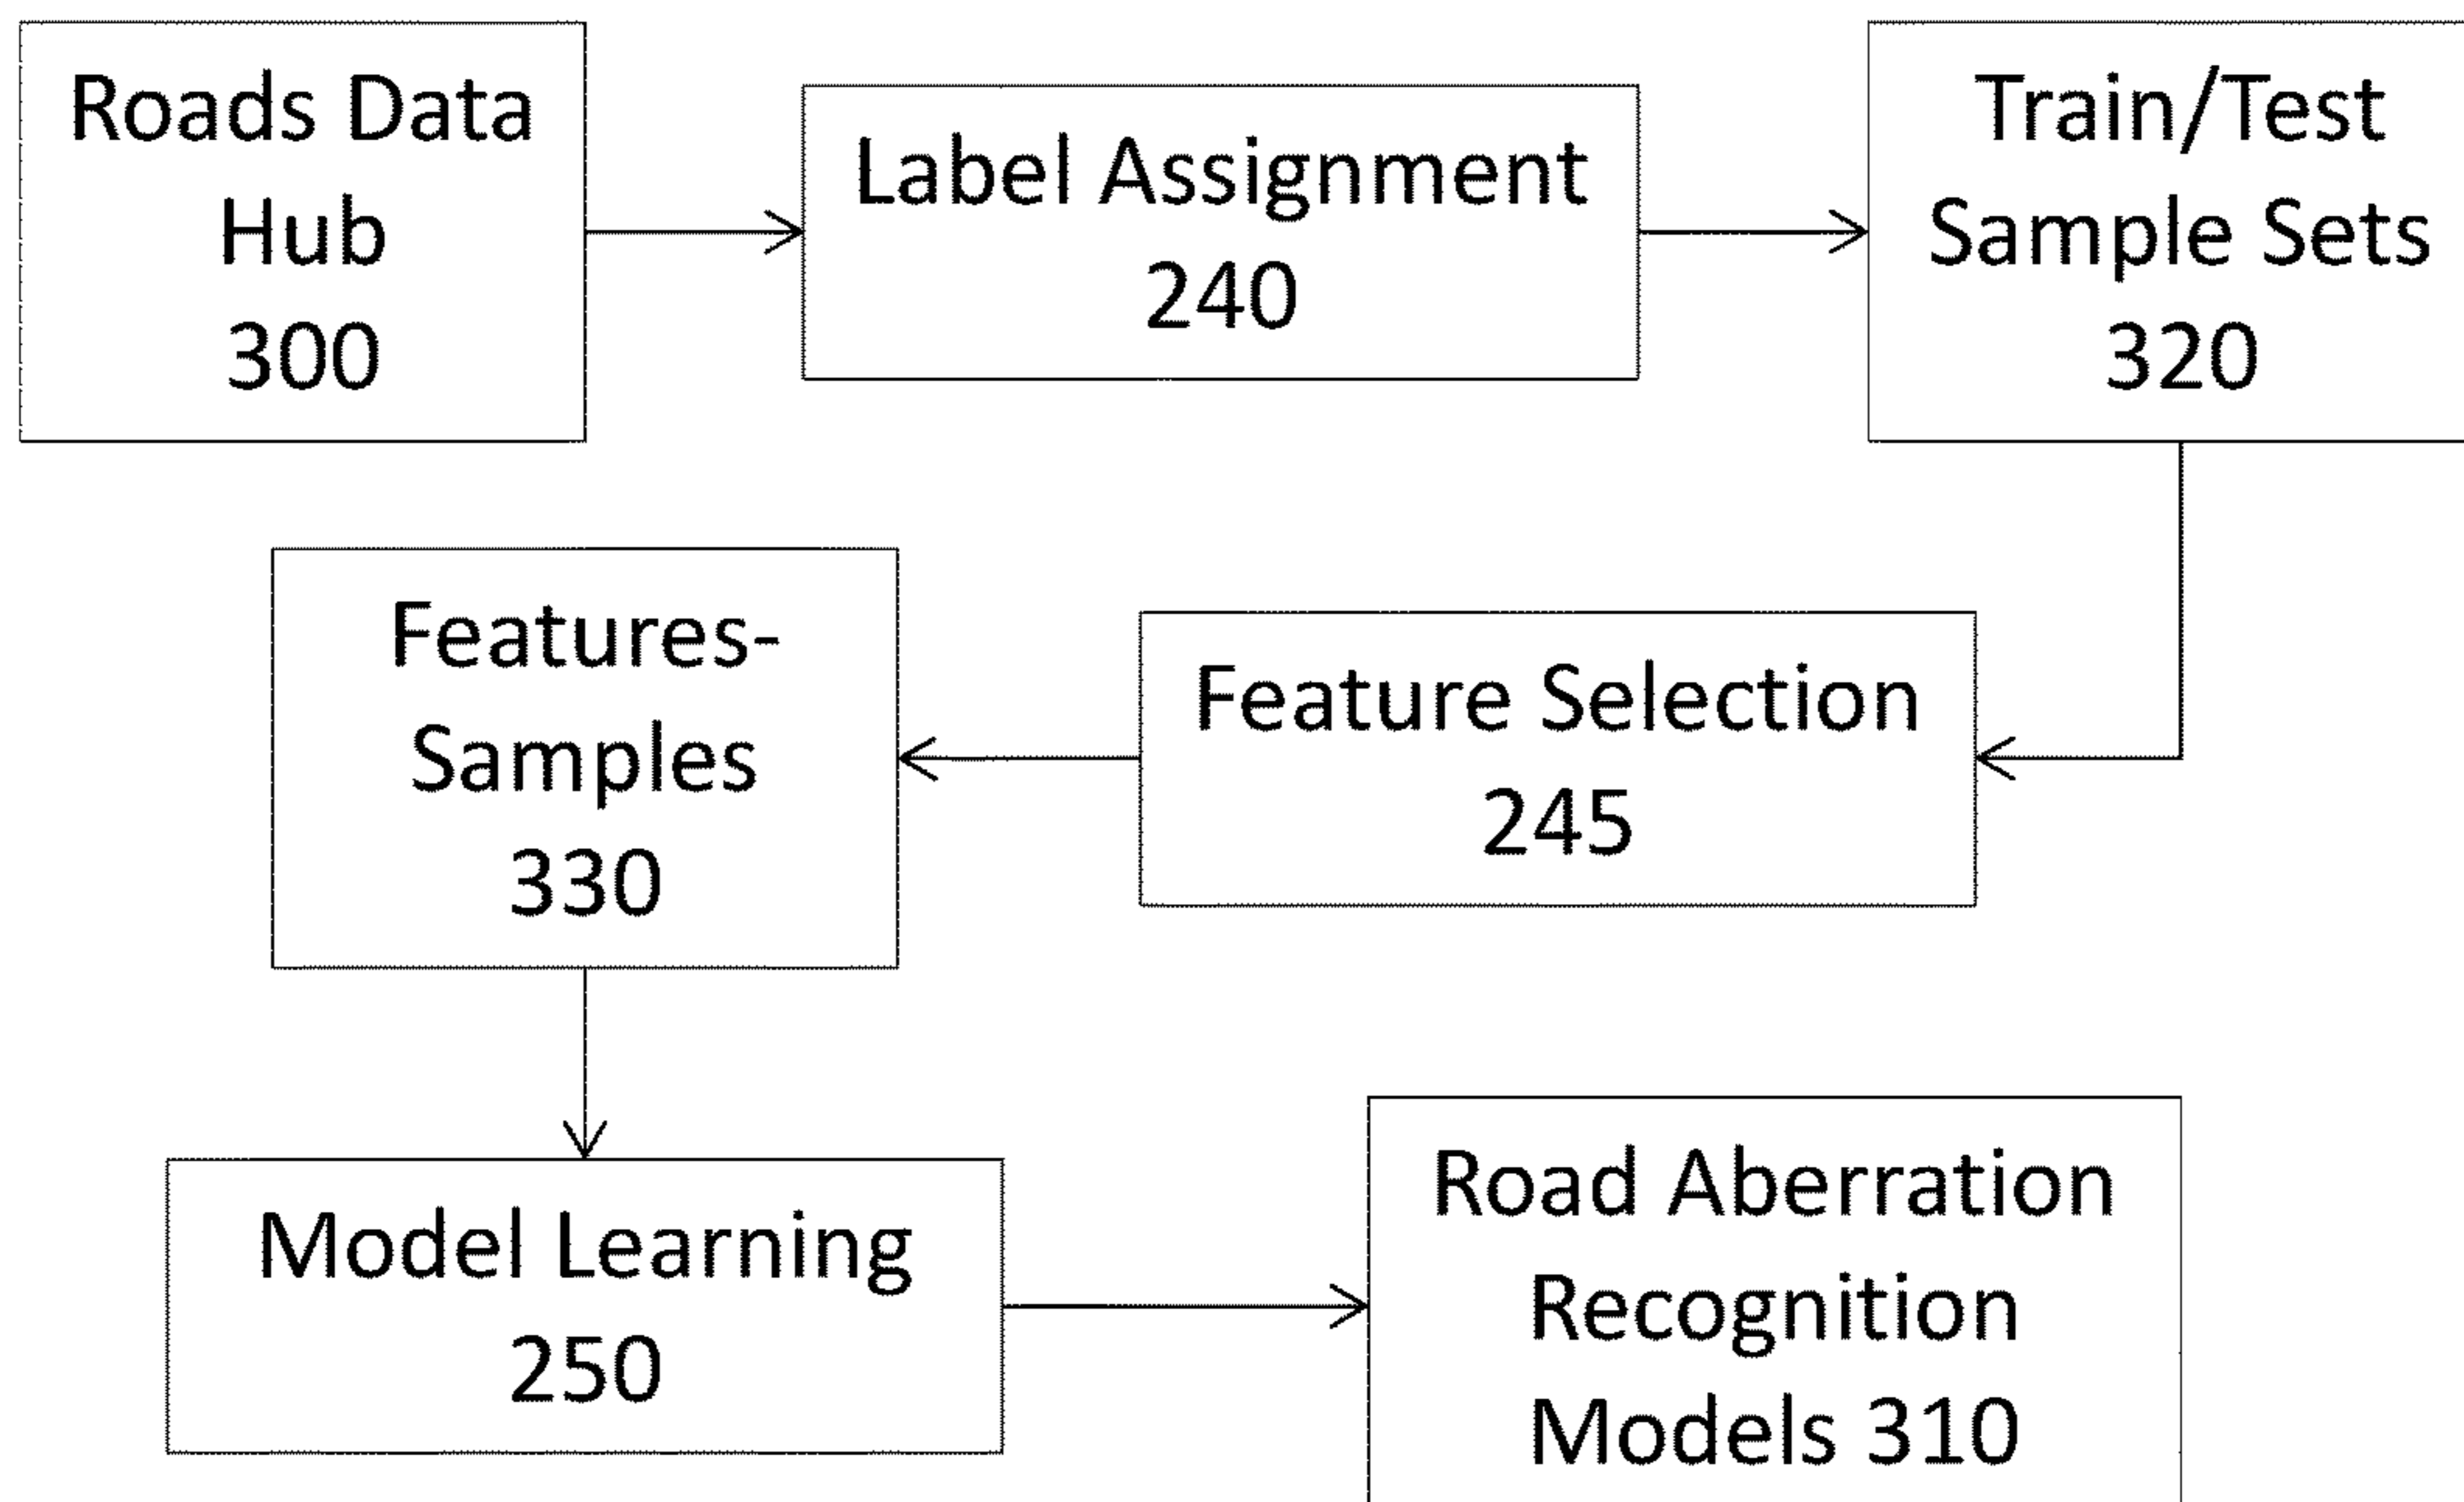 Roads Data
Hub
300
Label Assignment
240
Train/Test
Sample Sets
320
Feature Selection
245
Features-
Samples
330
Model Learning
250
Road Aberration
Recognition
Models 310